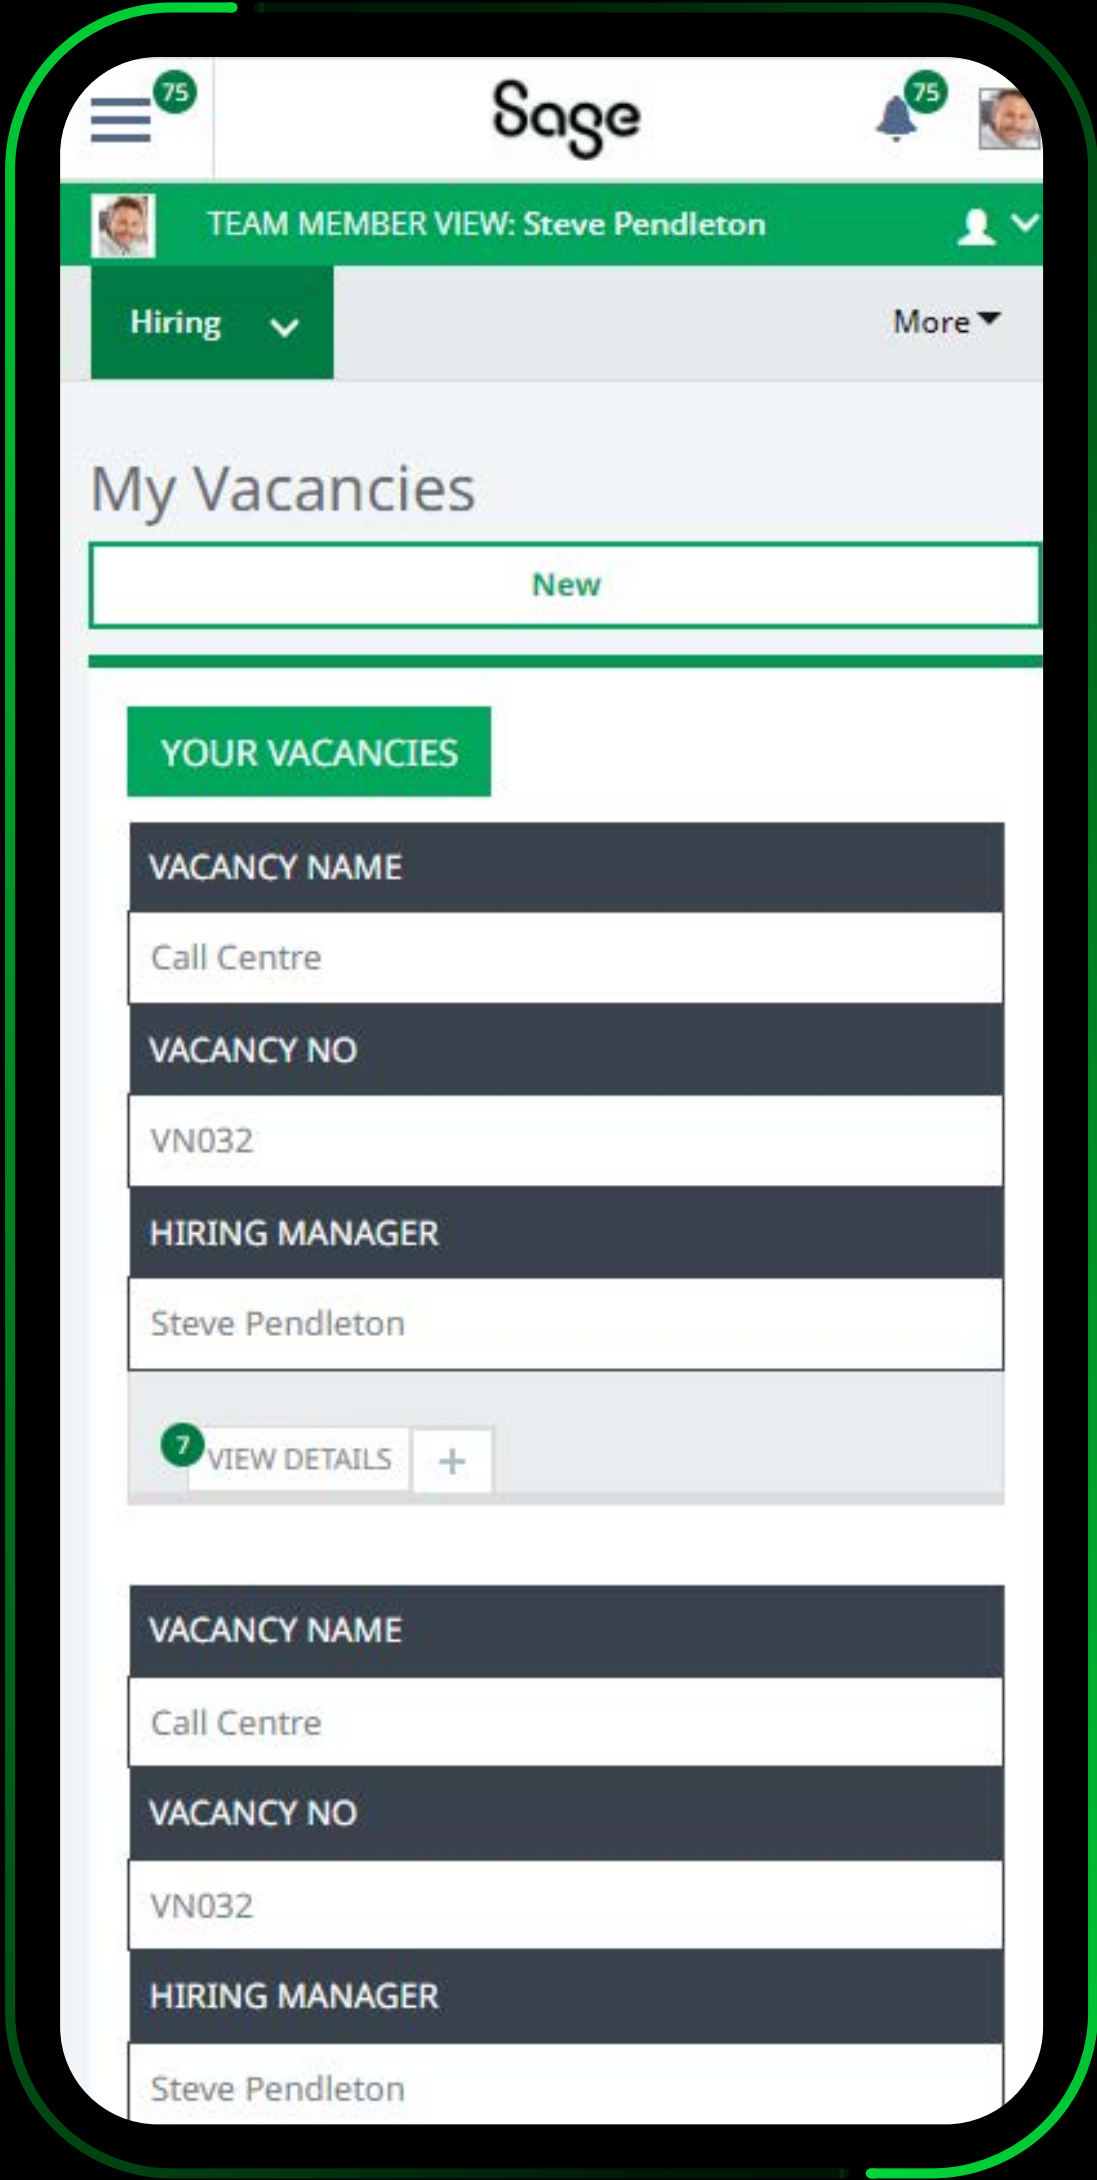 75
Sage
75
TEAM MEMBER VIEW: Steve Pendleton
Hiring
More
My Vacancies
New
YOUR VACANCIES
VACANCY NAME
Call Centre
VACANCY NO
VN032
HIRING MANAGER
Steve Pendleton
7 VIEW DETAILS +
VACANCY NAME
Call Centre
VACANCY NO
VN032
HIRING MANAGER
Steve Pendleton